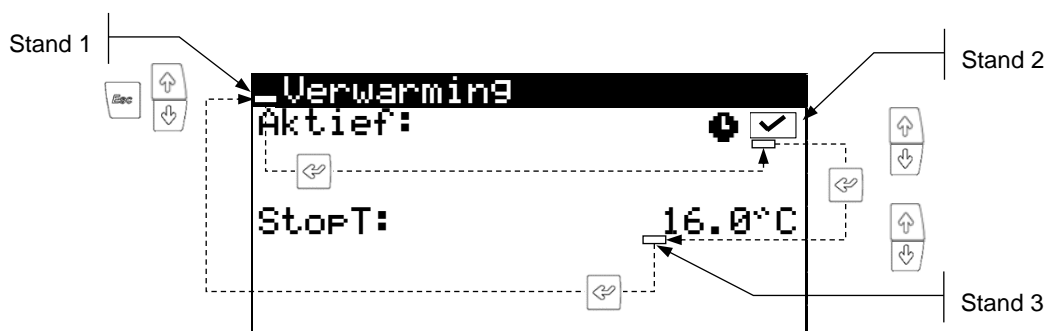 Stand 1
Stand 2
Esc
_Verwarming
Aktief:
StopT: 16.0°C
Stand 3